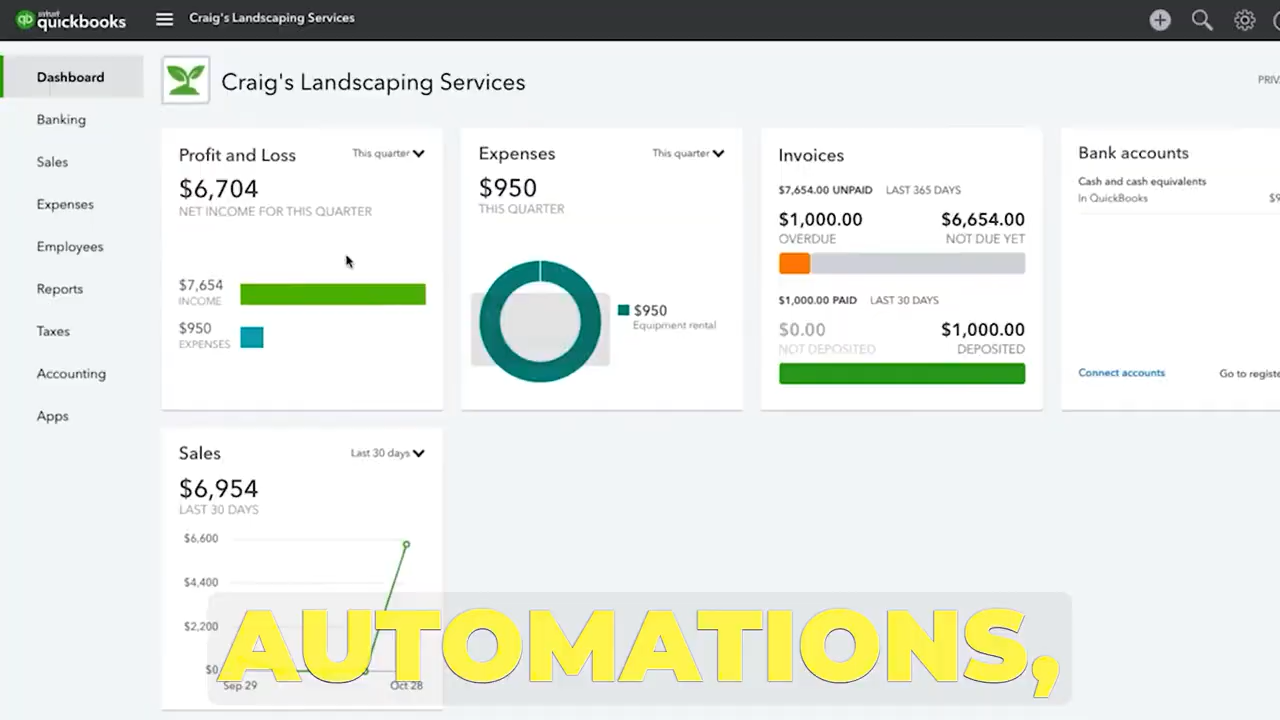 intuit
quickbooks
Craig's Landscaping Services
Dashboard
Banking
Sales
Expenses
Employees
Reports
Taxes
Accounting
Apps
Craig's Landscaping Services
Profit and Loss
This quarter
$6,704
NET INCOME FOR THIS QUARTER
$7,654
INCOME
$950
EXPENSES
Expenses
This quarter
$950
THIS QUARTER
$950
Equipment rental
Invoices
$7,654.00 UNPAID LAST 365 DAYS
$1,000.00 $6,654.00
OVERDUE NOT DUE YET
$1,000.00 PAID LAST 30 DAYS
$0.00 $1,000.00
NOT DEPOSITED DEPOSITED
Bank accounts
Cash and cash equivalents
In QuickBooks
Connect accounts Go to
Sales
Last 30 days
$6,954
LAST 30 DAYS
$6,600
$4,400
$2,200
$0
Sep 29 Oct 28
AUTOMATIONS,